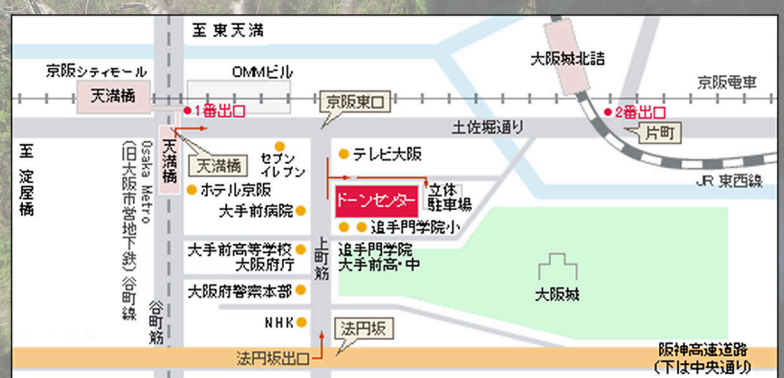 至 東天満
京阪シティモール
天満橋
OMMビル
大阪城北詰
京阪電車
1番出口
2番出口
京阪東口
土佐堀通り
片町
至 淀屋橋
天満橋
天満橋
セブン
イレブン
テレビ大阪
JR 東西線
Osaka Metro
(旧大阪市営地下鉄) 谷町線
ホテル京阪
大手前病院
ドーンセンター
立体
駐車場
追手門学院小
大手前高等学校
大阪府庁
上町筋
追手門学院
大手前高・中
大阪府警察本部
大阪城
谷町筋
NHK
法円坂
法円坂出口
阪神高速道路
(下は中央通り)